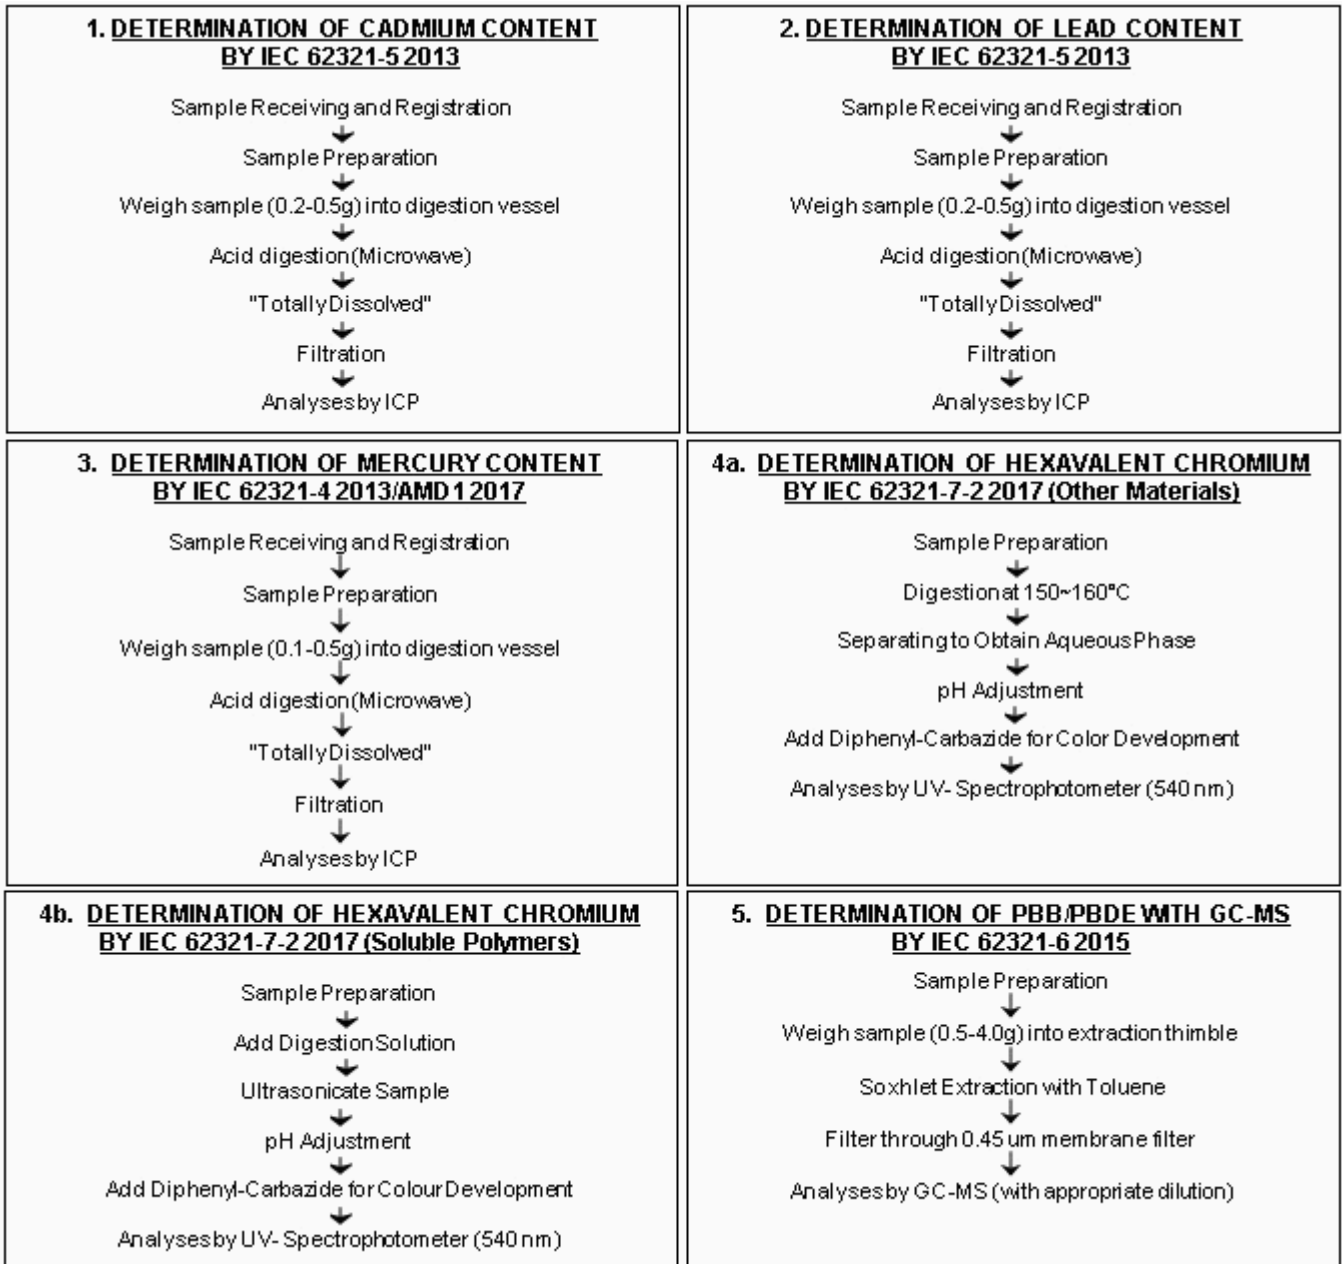 1. DETERMINATION OF CADMIUM CONTENT
BY IEC 62321-5 2013
Sample Receiving and Registration
Sample Preparation
Weigh sample (0.2-0.5g) into digestion vessel
Acid digestion (Microwave)
"Totally Dissolved"
Filtration
Analyses by ICP
2. DETERMINATION OF LEAD CONTENT
BY IEC 62321-5 2013
Sample Receiving and Registration
Sample Preparation
Weigh sample (0.2-0.5g) into digestion vessel
Acid digestion (Microwave)
"Totally Dissolved"
Filtration
Analyses by ICP
3. DETERMINATION OF MERCURY CONTENT
BY IEC 62321-4 2013/AMD1 2017
Sample Receiving and Registration
Sample Preparation
Weigh sample (0.1-0.5g) into digestion vessel
Acid digestion (Microwave)
"Totally Dissolved"
Filtration
Analyses by ICP
4a. DETERMINATION OF HEXAVALENT CHROMIUM
BY IEC 62321-7-2 2017 (Other Materials)
Sample Preparation
Digestion at 150~160°C
Separating to Obtain Aqueous Phase
pH Adjustment
Add Diphenyl-Carbazide for Color Development
Analyses by UV- Spectrophotometer (540 nm)
4b. DETERMINATION OF HEXAVALENT CHROMIUM
BY IEC 62321-7-2 2017 (Soluble Polymers)
Sample Preparation
Add Digestion Solution
Ultrasonicate Sample
pH Adjustment
Add Diphenyl-Carbazide for Colour Development
Analyses by UV- Spectrophotometer (540 nm)
5. DETERMINATION OF PBB/PBDE WITH GC-MS
BY IEC 62321-6 2015
Sample Preparation
Weigh sample (0.5-4.0g) into extraction thimble
Soxhlet Extraction with Toluene
Filter through 0.45 um membrane filter
Analyses by GC-MS (with appropriate dilution)